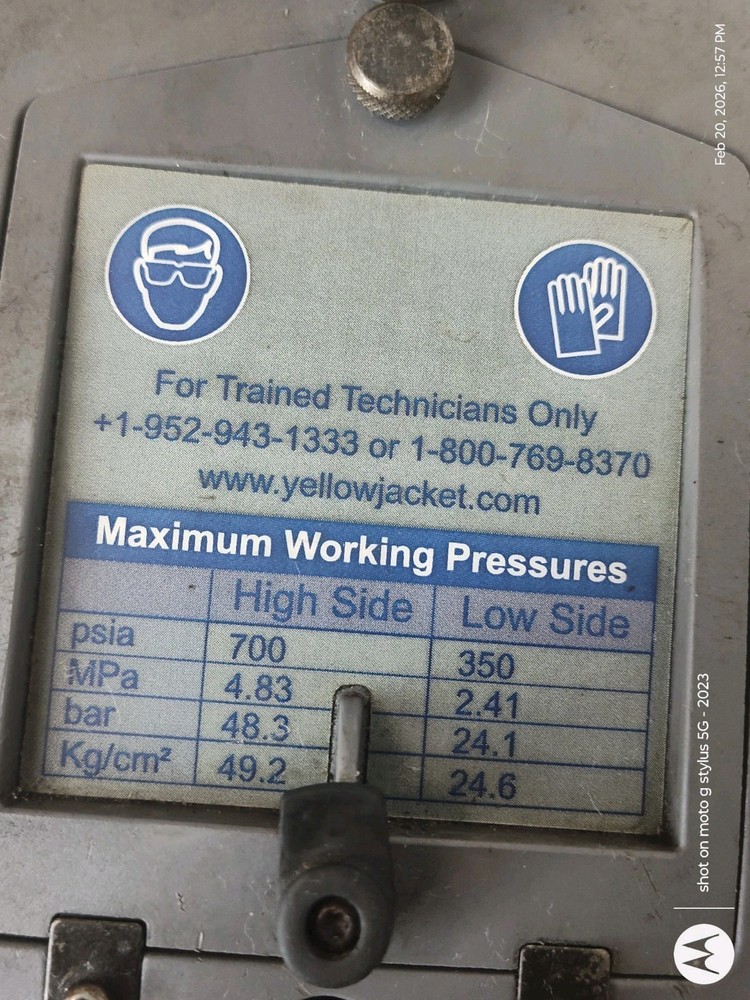 For Trained Technicians Only
+1-952-943-1333 or 1-800-769-8370
www.yellowjacket.com
Maximum Working Pressures
High Side Low Side
psia 700 350
MPa 4.83 2.41
bar 48.3 24.1
Kg/cm² 49.2 24.6
Feb 20, 2026, 12:57 PM
shot on moto g stylus 5G - 2023